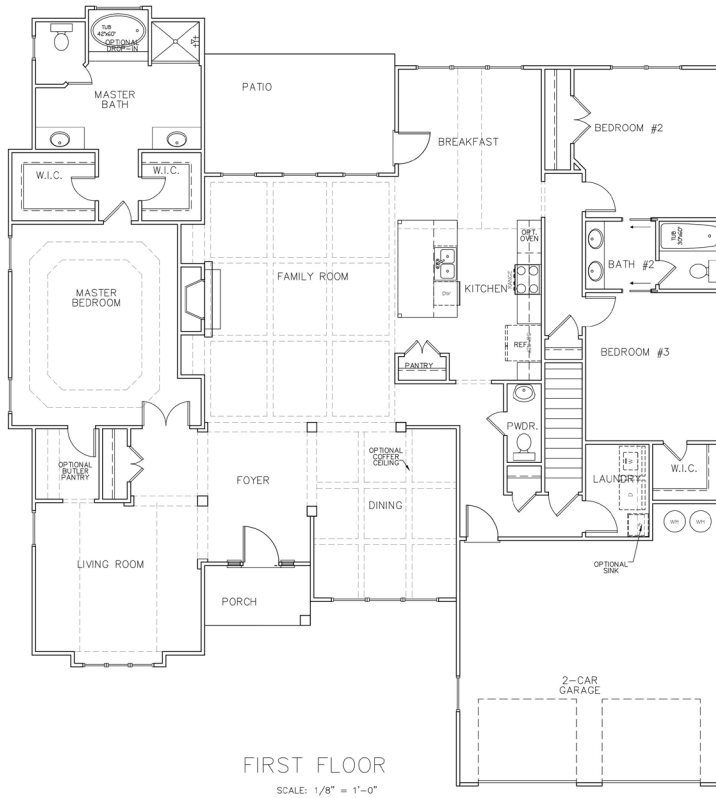 TUB
42"x60"
OPTIONAL
DROP-IN
MASTER
BATH
PATIO
BREAKFAST
BEDROOM #2
W.I.C.
W.I.C.
OPT.
OVEN
TUB
30"x60"
BATH #2
MASTER
BEDROOM
FAMILY ROOM
DW
KITCHEN
RANGE
REF.
BEDROOM #3
PANTRY
PWDR.
OPTIONAL
BUTLER
PANTRY
FOYER
OPTIONAL
COFFER
CEILING
DINING
LAUNDRY
W
D
W.I.C.
WH
WH
OPTIONAL
SINK
LIVING ROOM
PORCH
2-CAR
GARAGE
FIRST FLOOR
SCALE: 1/8" = 1'-0"